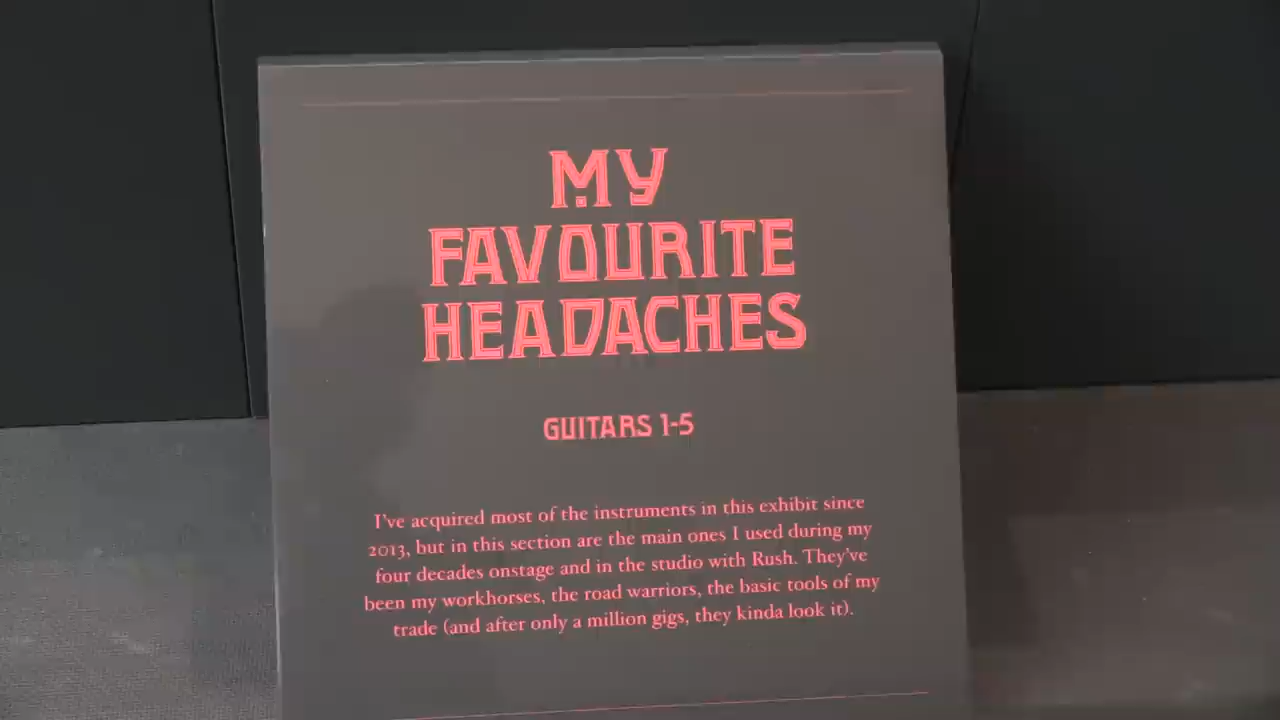 MY
FAVOURITE
HEADACHES
GUITARS 1-5
I've acquired most of the instruments in this exhibit since
2013, but in this section are the main ones I used during my
four decades onstage and in the studio with Rush. They've
been my workhorses, the road warriors, the basic tools of my
trade (and after only a million gigs, they kinda look it).